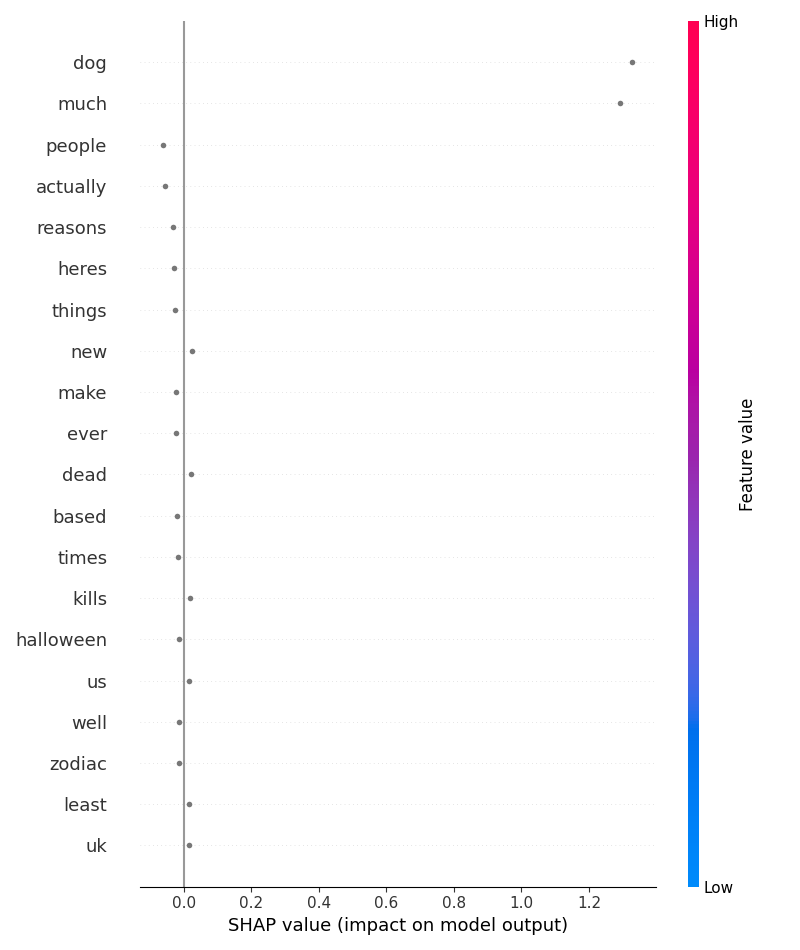 High
dog
much
people
actually
reasons
heres
things
new
make
ever
dead
based
times
kills
halloween
us
well
zodiac
least
uk
Feature value
Low
0.0 0.2 0.4 0.6 0.8 1.0 1.2
SHAP value (impact on model output)